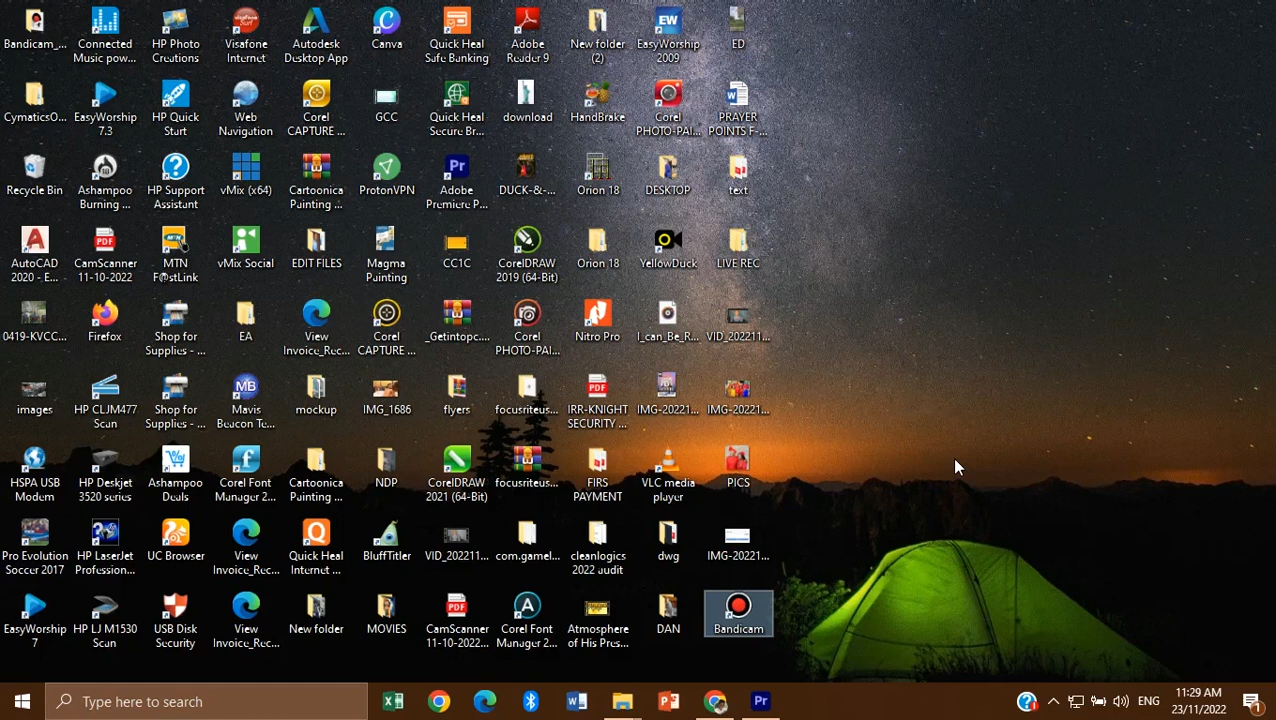 Bandicam_...
Connected
Music pow...
HP Photo
Creations
Visafone
Internet
Autodesk
Desktop App
Canva
Quick Heal
Safe Banking
Adobe
Reader 9
New folder
(2)
EasyWorship
2009
ED
CymaticsO...
EasyWorship
7.3
HP Quick
Start
Web
Navigation
Corel
CAPTURE ...
GCC
Quick Heal
Secure Br...
download
HandBrake
Corel
PHOTO-PAI...
PRAYER
POINTS F-...
Recycle Bin
Ashampoo
Burning ...
HP Support
Assistant
vMix (x64)
Cartoonica
Painting ...
ProtonVPN
Adobe
Premiere P...
DUCK-&-...
Orion 18
DESKTOP
text
AutoCAD
2020 - E...
CamScanner
11-10-2022
MTN
F@stLink
vMix Social
EDIT FILES
Magma
Painting
CC1C
CorelDRAW
2019 (64-Bit)
Orion 18
YellowDuck
LIVE REC
0419-KVCC...
Firefox
Shop for
Supplies - ...
EA
View
Invoice_Rec...
Corel
CAPTURE ...
_Getintopc...
Corel
PHOTO-PAI...
Nitro Pro
I_can_Be_R...
VID_202211...
images
HP CLJM477
Scan
Shop for
Supplies - ...
Mavis
Beacon Te...
mockup
IMG_1686
flyers
focusriteus...
IRR-KNIGHT
SECURITY ...
IMG-20221...
IMG-20221...
HSPA USB
Modem
HP Deskjet
3520 series
Ashampoo
Deals
Corel Font
Manager 2...
Cartoonica
Painting ...
NDP
CorelDRAW
2021 (64-Bit)
focusriteus...
FIRS
PAYMENT
VLC media
player
PICS
Pro Evolution
Soccer 2017
HP LaserJet
Profession...
UC Browser
View
Invoice_Rec...
Quick Heal
Internet ...
BluffTitler
VID_202211...
com.gamel...
cleanlogics
2022 audit
dwg
IMG-20221...
EasyWorship
7
HP LJ M1530
Scan
USB Disk
Security
View
Invoice_Rec...
New folder
MOVIES
CamScanner
11-10-2022...
Corel Font
Manager 2...
Atmosphere
of His Pres...
DAN
Bandicam
Type here to search
ENG
11:29 AM
23/11/2022